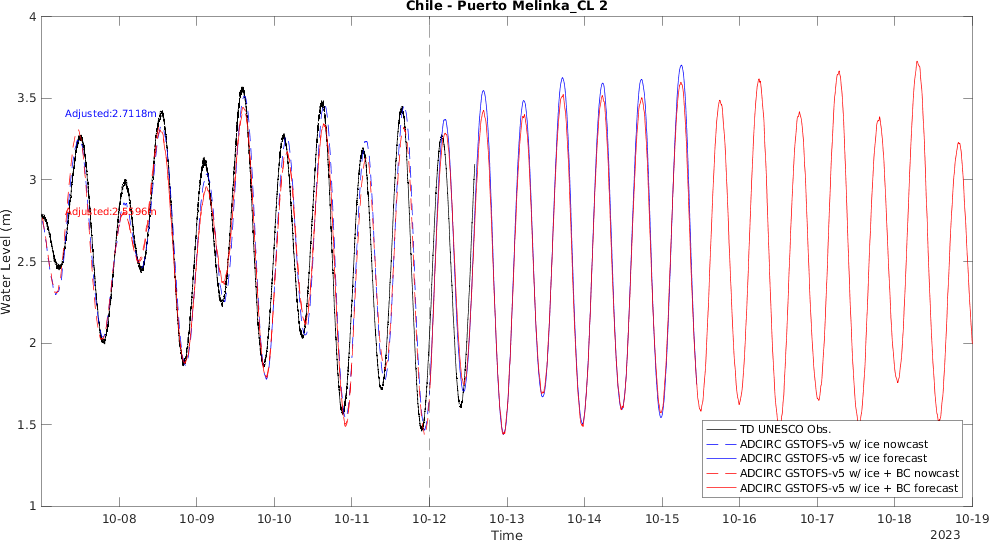 Chile - Puerto Melinka_CL 2
Water Level (m)
4
3.5
3
2.5
2
1.5
1
Adjusted:2.7118m
TD UNESCO Obs.
ADCIRC GSTOFS-v5 w/ ice nowcast
ADCIRC GSTOFS-v5 w/ ice forecast
ADCIRC GSTOFS-v5 w/ ice + BC nowcast
ADCIRC GSTOFS-v5 w/ ice + BC forecast
10-08 10-09 10-10 10-11 10-12 10-13 10-14 10-15 10-16 10-17 10-18 10-19
Time
2023